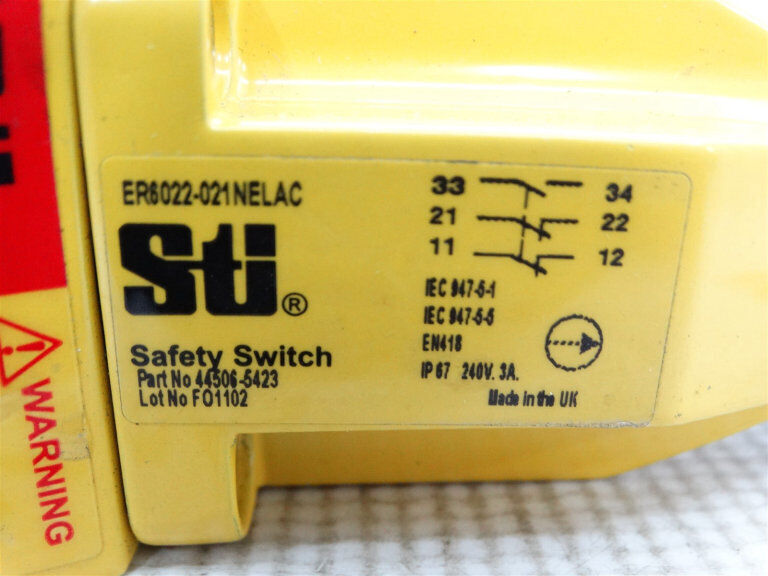 ER6022-021NELAC
Sti®
Safety Switch
Part No 44506-5423
Lot No FO1102
33 34
21 22
11 12
IEC 947-5-1
IEC 947-5-5
EN418
IP 67 240V. 3A.
Made in the UK
WARNING